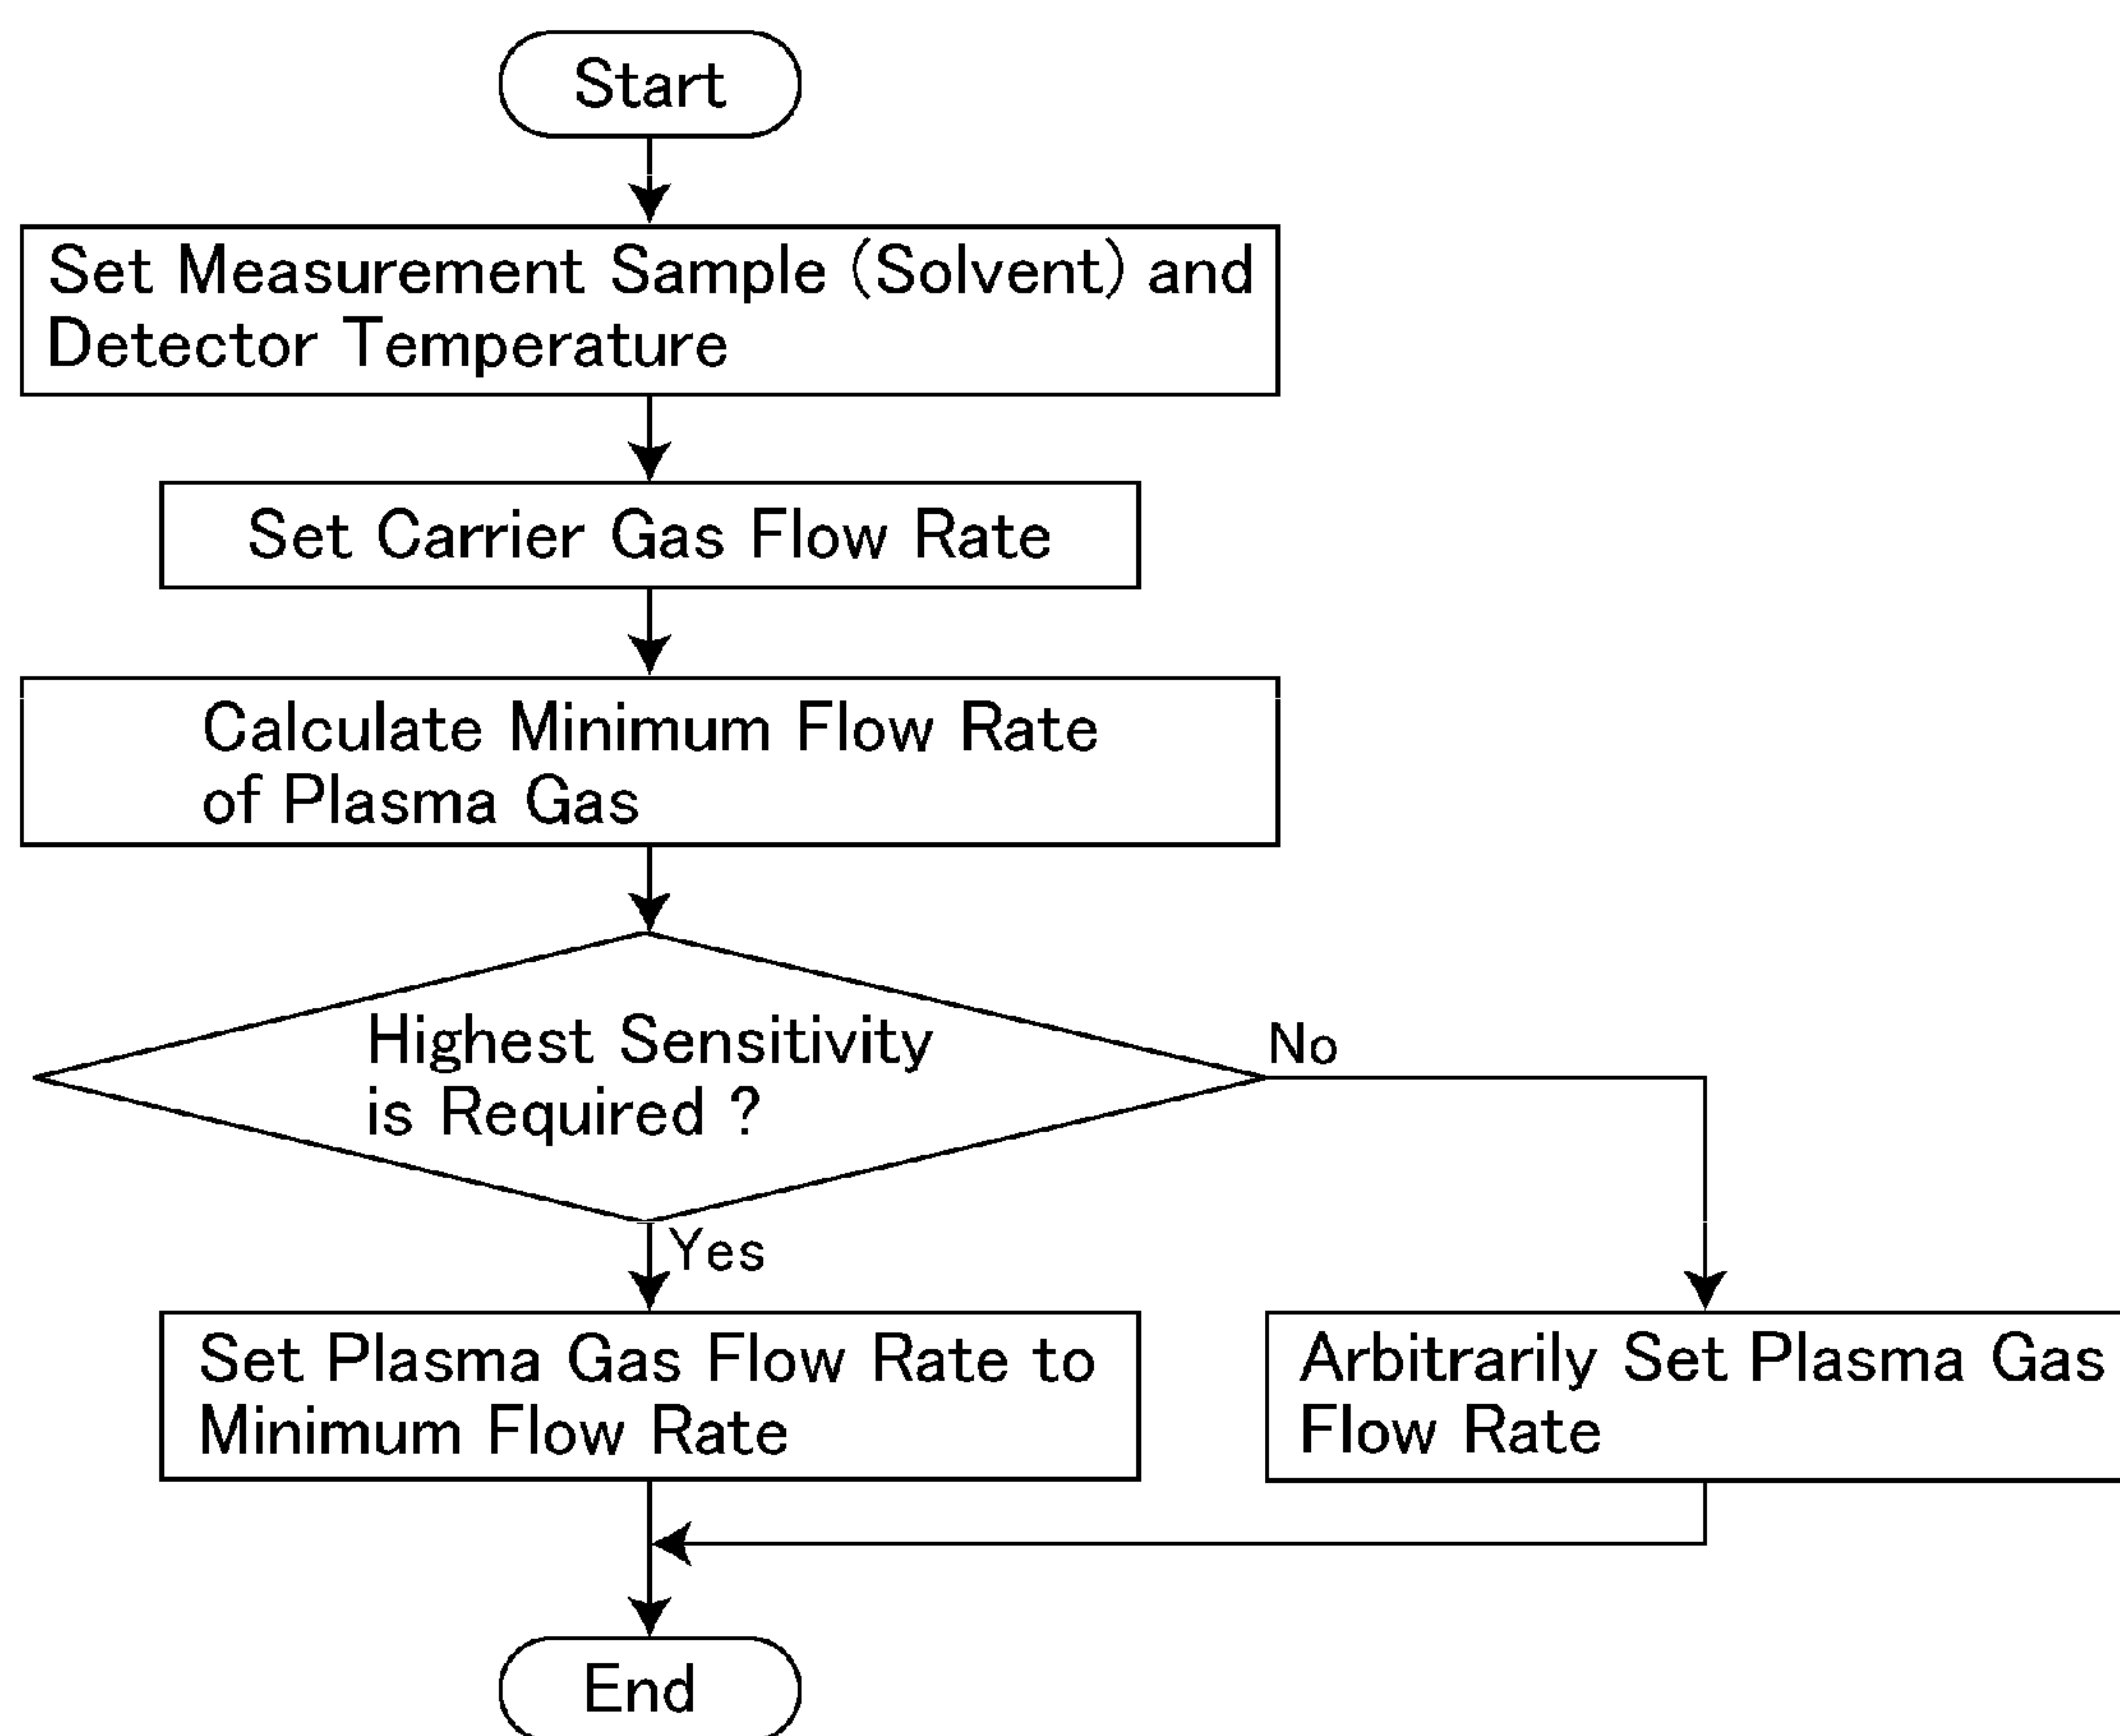 Start
Set Measurement Sample (Solvent) and
Detector Temperature
Set Carrier Gas Flow Rate
Calculate Minimum Flow Rate
of Plasma Gas
Highest Sensitivity
is Required ?
No
Yes
Set Plasma Gas Flow Rate to
Minimum Flow Rate
Arbitrarily Set Plasma Gas
Flow Rate
End